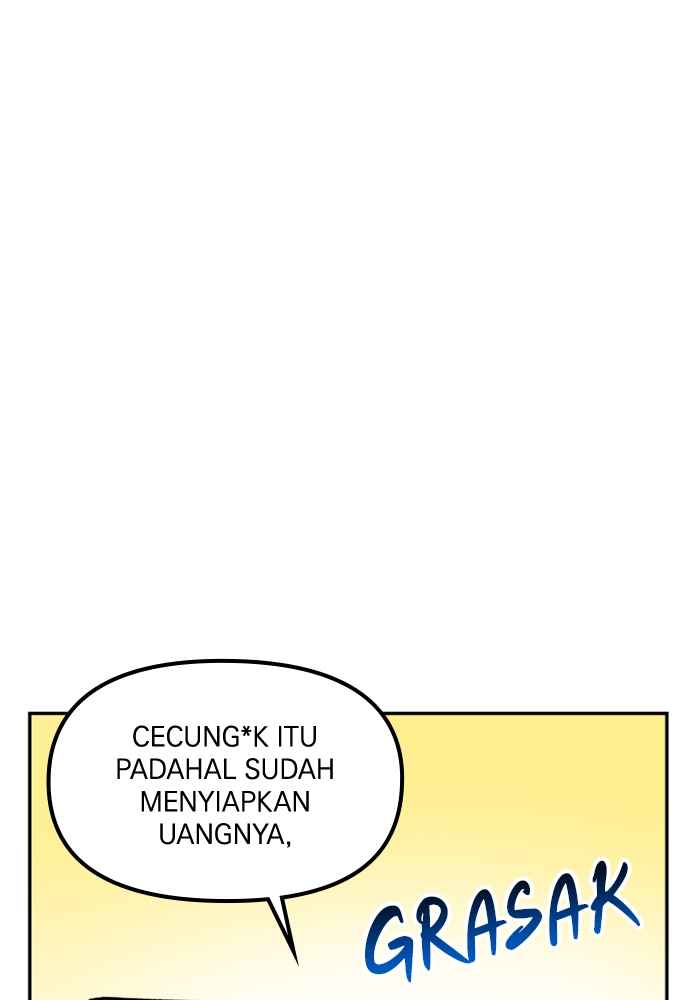 CECUNG*K ITU
PADAHAL SUDAH
MENYIAPKAN
UANGNYA,
GRASAK